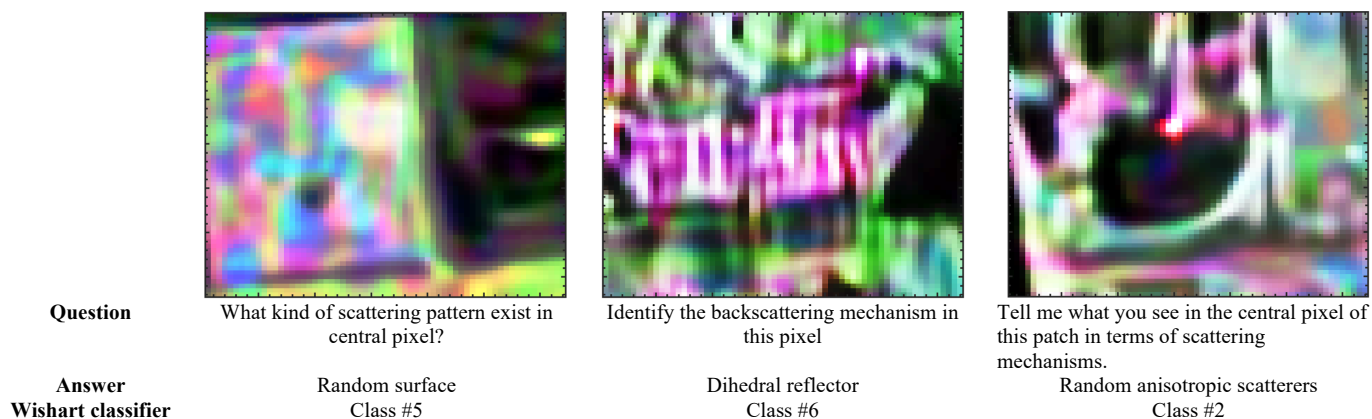 Question
What kind of scattering pattern exist in
central pixel?
Identify the backscattering mechanism in
this pixel
Tell me what you see in the central pixel of
this patch in terms of scattering
mechanisms.
Answer
Random surface
Dihedral reflector
Random anisotropic scatterers
Wishart classifier
Class #5
Class #6
Class #2